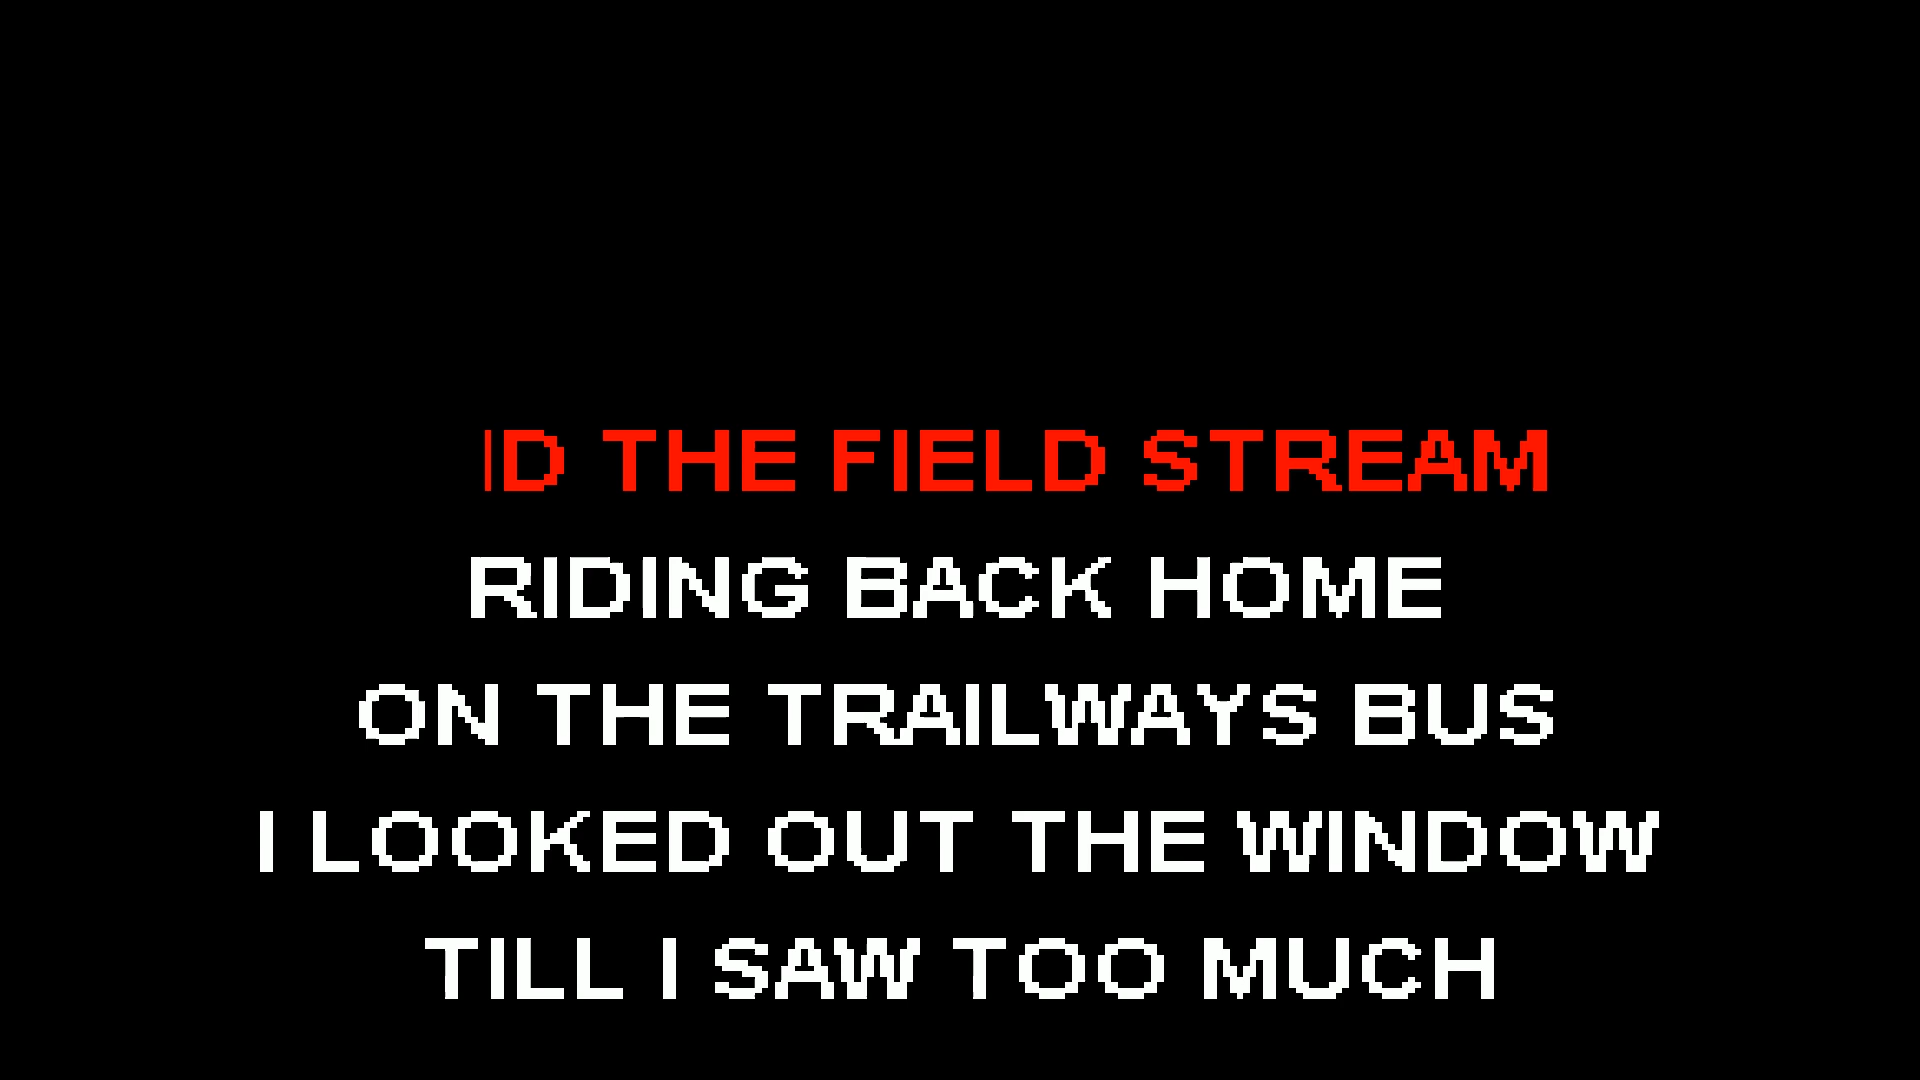 THE FIELD STREAM
RIDING BACK HOME
ON THE TRAILWAYS BUS
I LOOKED OUT THE WINDOW
TILL I SAW TOO MUCH